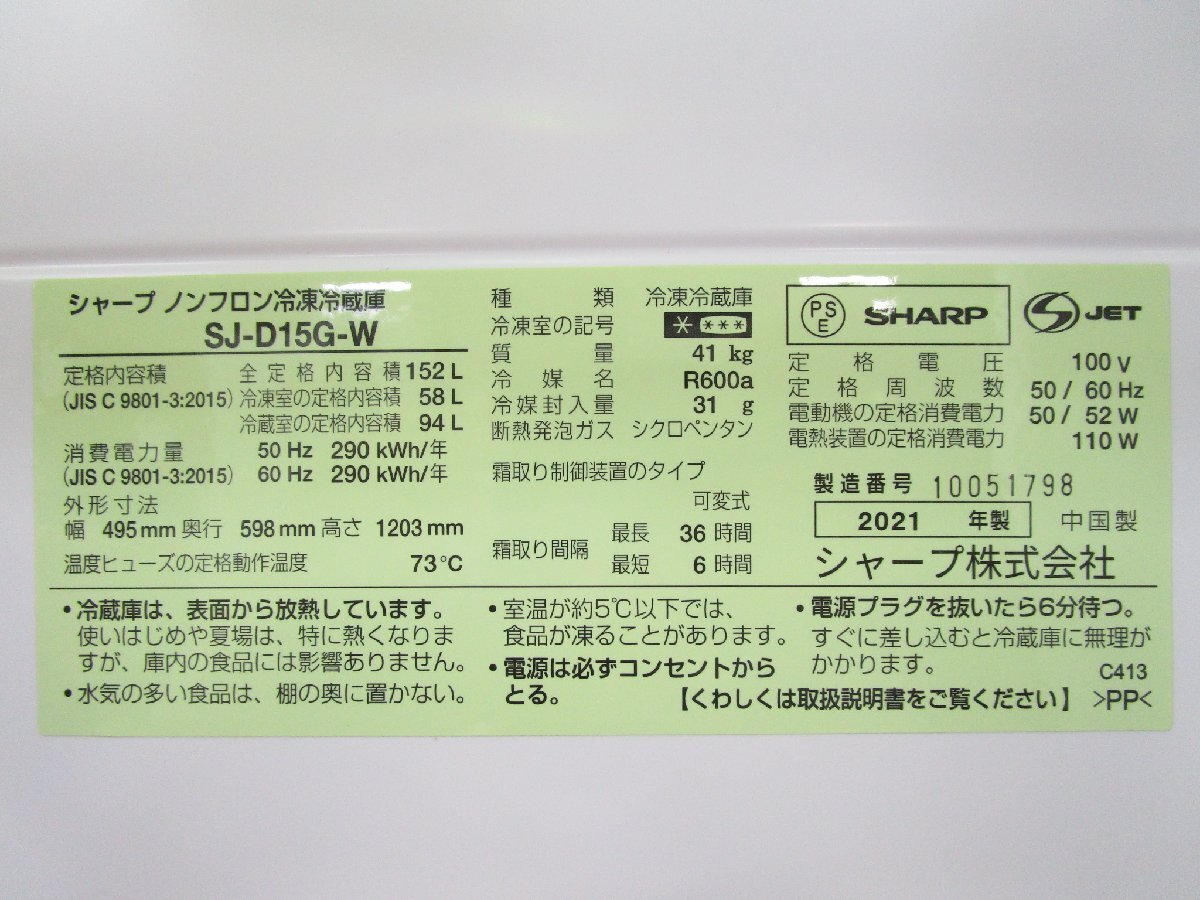 シャープ ノンフロン冷凍冷蔵庫
SJ-D15G-W
定格内容積 全定格内容積 152 L
(JIS C 9801-3:2015) 冷凍室の定格内容積 58 L
冷蔵室の定格内容積 94 L
消費電力量 50 Hz 290 kWh/年
(JIS C 9801-3:2015) 60 Hz 290 kWh/年
外形寸法
幅 495 mm 奥行 598 mm 高さ 1203 mm
温度ヒューズの定格動作温度 73℃
種類 冷凍冷蔵庫
冷凍室の記号 * ***
質量 41 kg
冷媒名 R600a
冷媒封入量 31 g
断熱発泡ガス シクロペンタン
霜取り制御装置のタイプ
可変式
霜取り間隔 最長 36 時間
最短 6 時間
PSE SHARP S JET
定格電圧 100 V
定格周波数 50 / 60 Hz
電動機の定格消費電力 50 / 52 W
電熱装置の定格消費電力 110 W
製造番号 10051798
2021 年製 中国製
シャープ株式会社
・冷蔵庫は、表面から放熱しています。
使いはじめや夏場は、特に熱くなりま
すが、庫内の食品には影響ありません。
・水気の多い食品は、棚の奥に置かない。
・室温が約5℃以下では、
食品が凍ることがあります。
・電源は必ずコンセントから
とる。
・電源プラグを抜いたら6分待つ。
すぐに差し込むと冷蔵庫に無理が
かかります。 C413
【くわしくは取扱説明書をご覧ください】 >PP<